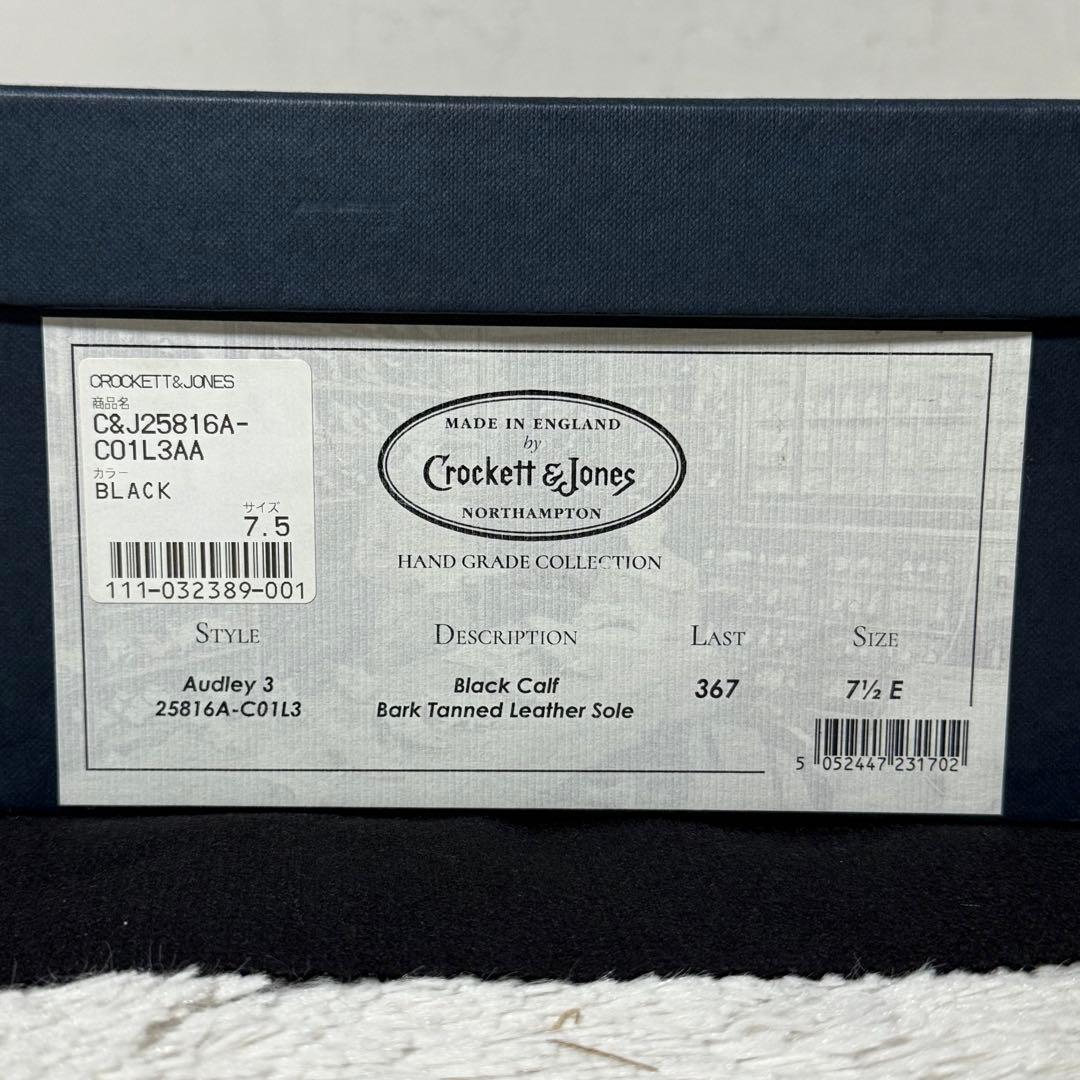 CROCKETT&JONES
商品名
C&J25816A-
C01L3AA
カラー
BLACK
サイズ
7.5
111-032389-001
MADE IN ENGLAND
by
Crockett & Jones
NORTHAMPTON
HAND GRADE COLLECTION
STYLE DESCRIPTION LAST SIZE
Audley 3 Black Calf 367 7½ E
25816A-C01L3 Bark Tanned Leather Sole
5 052447 231702